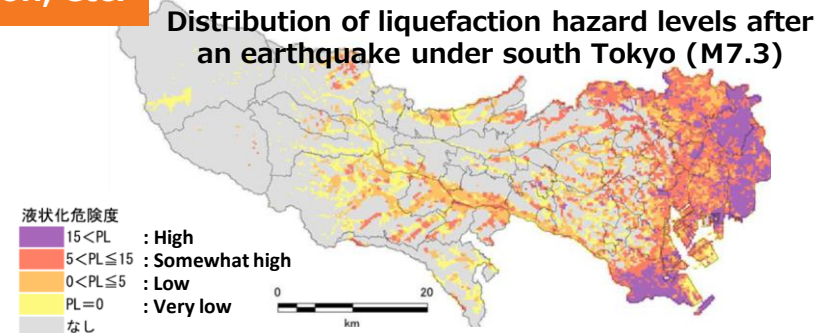 Distribution of liquefaction hazard levels after
an earthquake under south Tokyo (M7.3)
液状化危険度
15<PL : High
5<PL≦15 : Somewhat high
0<PL≦5 : Low
PL=0 : Very low
なし
0 20
km